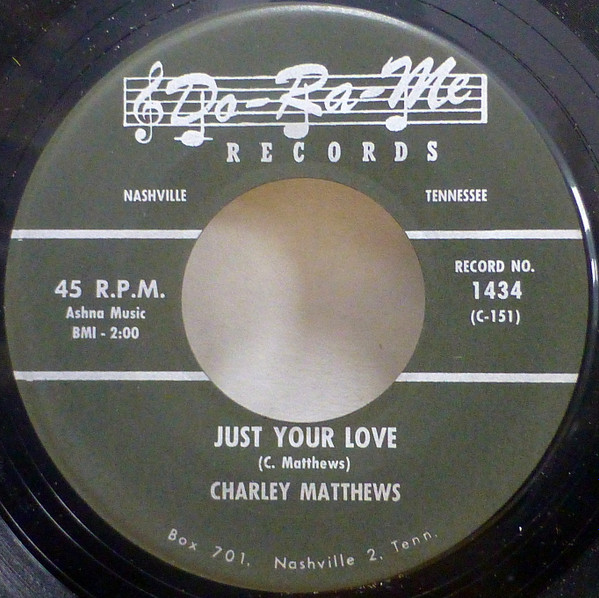 Do-Ra-Me
RECORDS
NASHVILLE TENNESSEE
45 R.P.M.
Ashna Music
BMI - 2:00
RECORD NO.
1434
(C-151)
JUST YOUR LOVE
(C. Matthews)
CHARLEY MATTHEWS
Box 701, Nashville 2, Tenn.